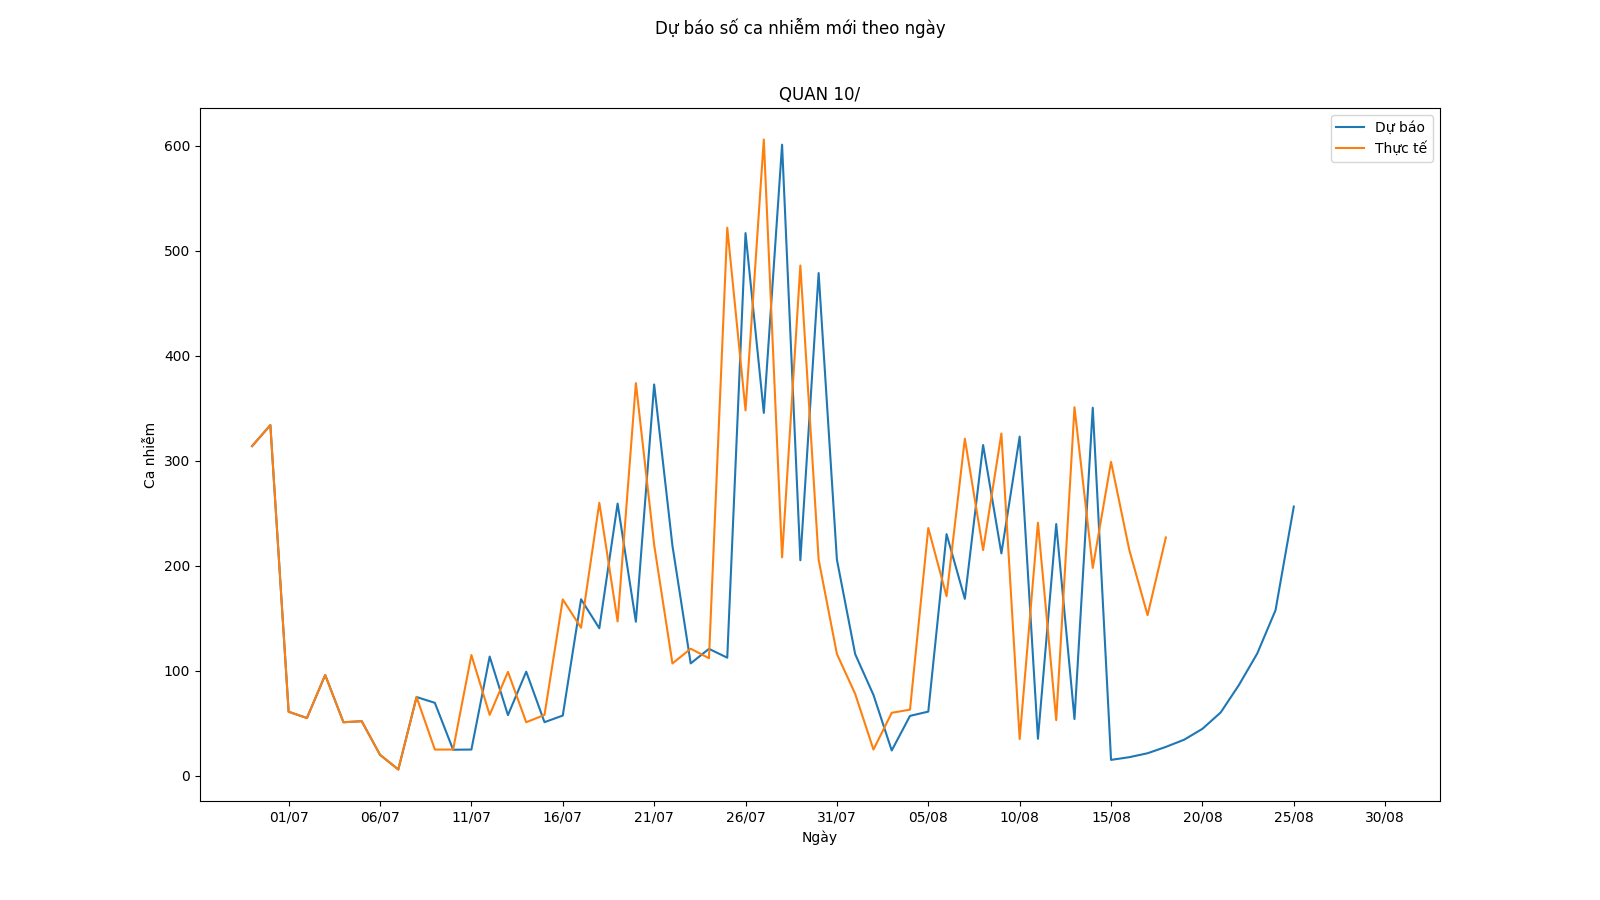 Dự báo số ca nhiễm mới theo ngày
QUAN 10/
Dự báo
Thực tế
600
500
400
300
200
100
0
Ca nhiễm
01/07 06/07 11/07 16/07 21/07 26/07 31/07 05/08 10/08 15/08 20/08 25/08 30/08
Ngày